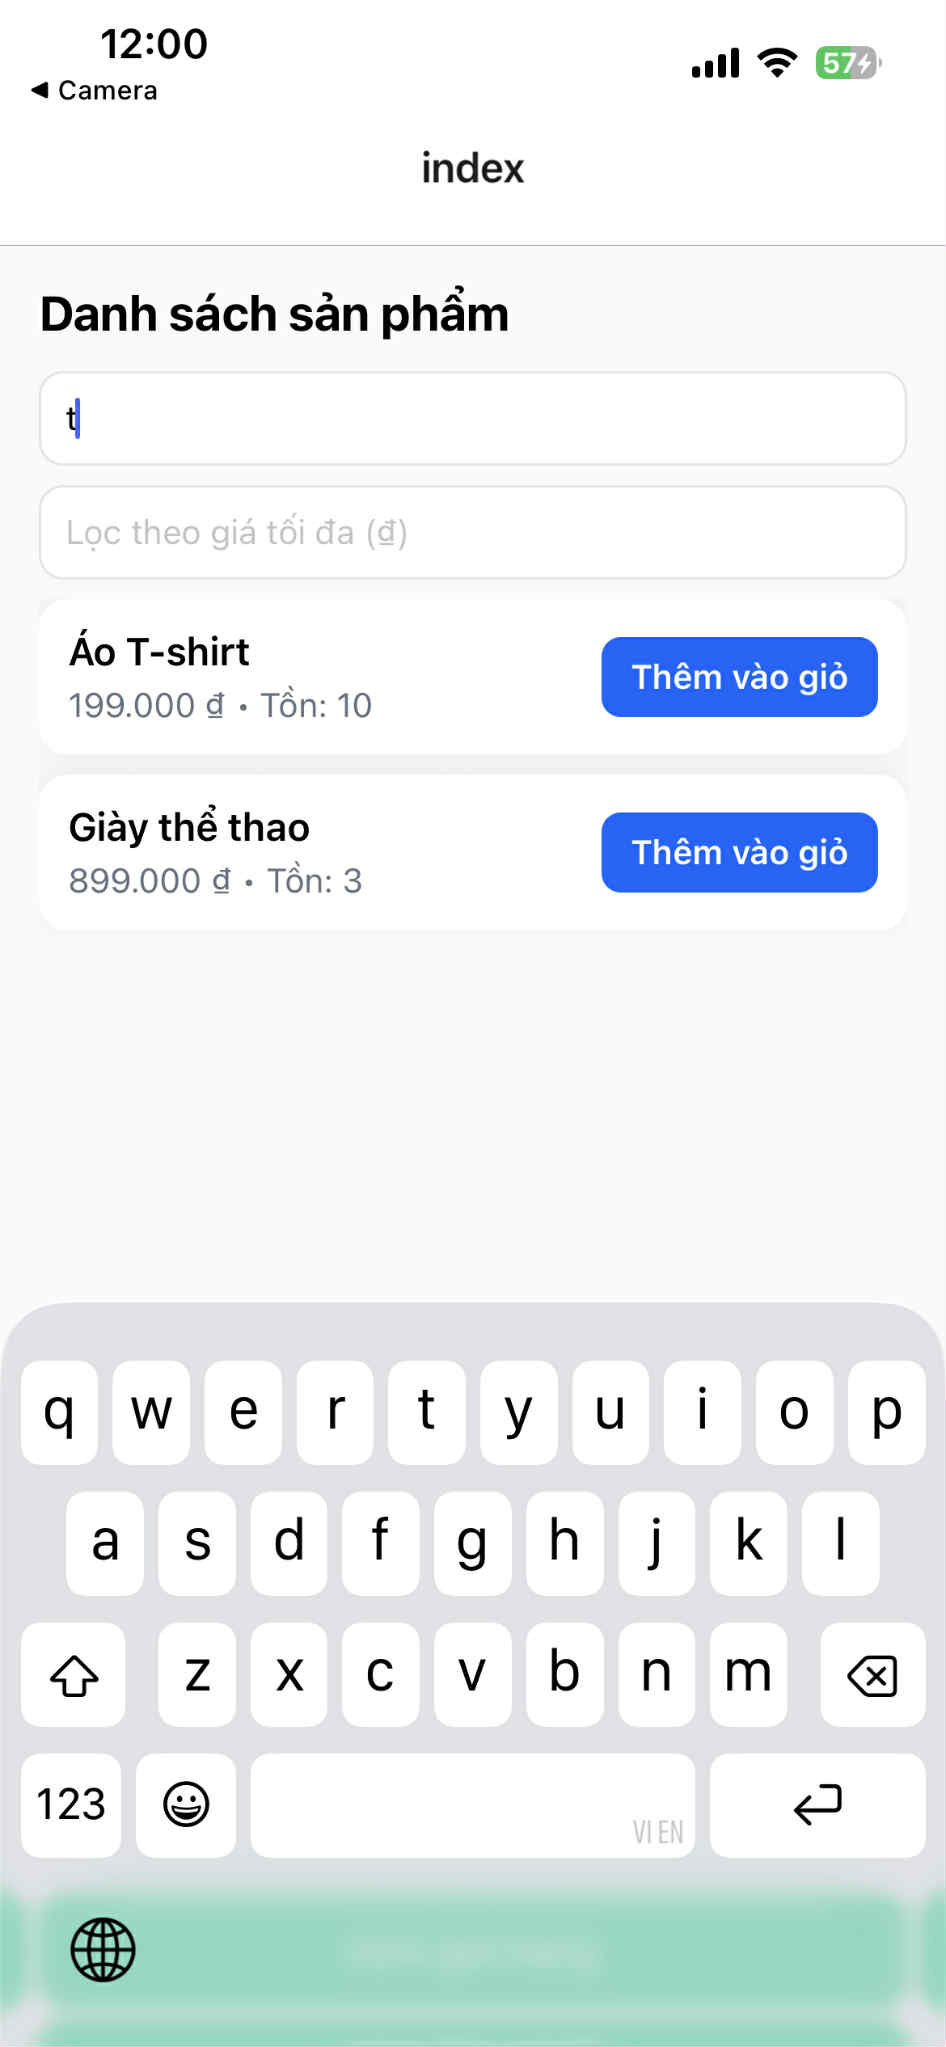 12:00
57
◀ Camera
index
Danh sách sản phẩm
t
Lọc theo giá tối đa (₫)
Áo T-shirt
199.000 ₫ • Tồn: 10
Thêm vào giỏ
Giày thể thao
899.000 ₫ • Tồn: 3
Thêm vào giỏ
q w e r t y u i o p
a s d f g h j k l
z x c v b n m
123
VI EN